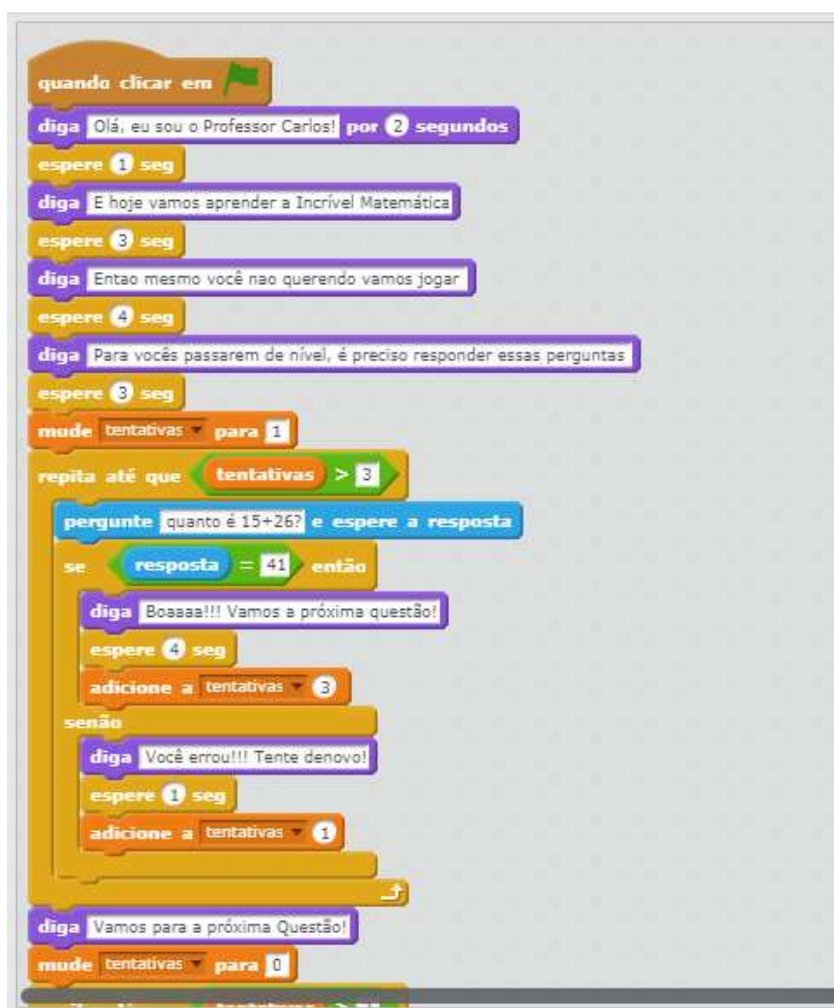 quando clicar em
diga Olá, eu sou o Professor Carlos! por 2 segundos
espere 1 seg
diga E hoje vamos aprender a Incrível Matemática
espere 3 seg
diga Entao mesmo você nao querendo vamos jogar
espere 4 seg
diga Para vocês passarem de nível, é preciso responder essas perguntas
espere 3 seg
mude tentativas para 1
repita até que tentativas > 3
pergunte quanto é 15+26? e espere a resposta
se resposta = 41 então
diga Boaaaa!!! Vamos a próxima questão!
espere 4 seg
adicione a tentativas 3
senão
diga Você errou!!! Tente denovo!
espere 1 seg
adicione a tentativas 1
diga Vamos para a próxima Questão!
mude tentativas para 0